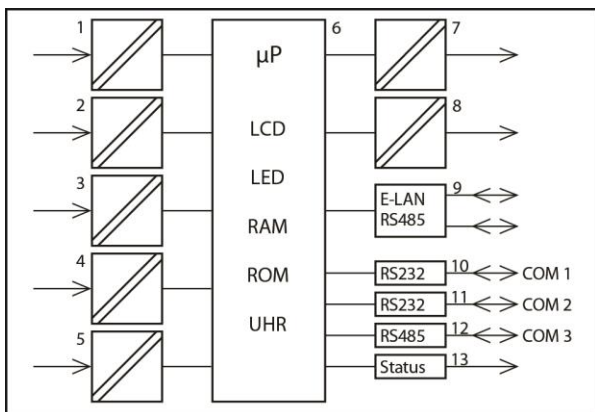 1
2
3
4
5
6
µP
LCD
LED
RAM
ROM
UHR
7
8
9
E-LAN
RS485
RS232
10
COM 1
RS232
11
COM 2
RS485
12
COM 3
Status
13